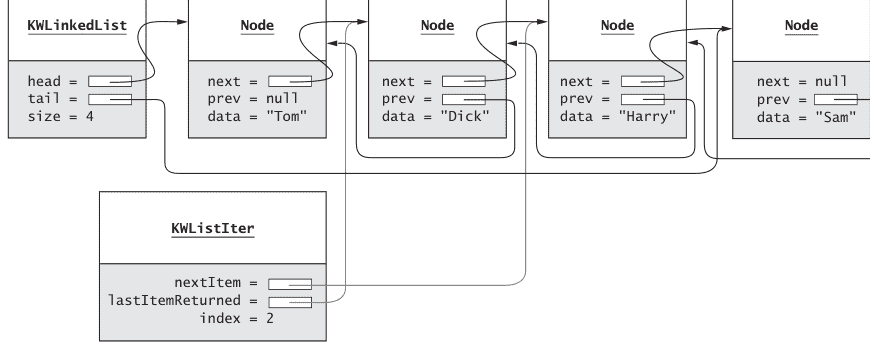 KWLinkedList
head =
tail =
size = 4
Node
next =
prev = null
data = "Tom"
Node
next =
prev =
data = "Dick"
Node
next =
prev =
data = "Harry"
Node
next = null
prev =
data = "Sam"
KWListIter
nextItem =
lastItemReturned =
index = 2